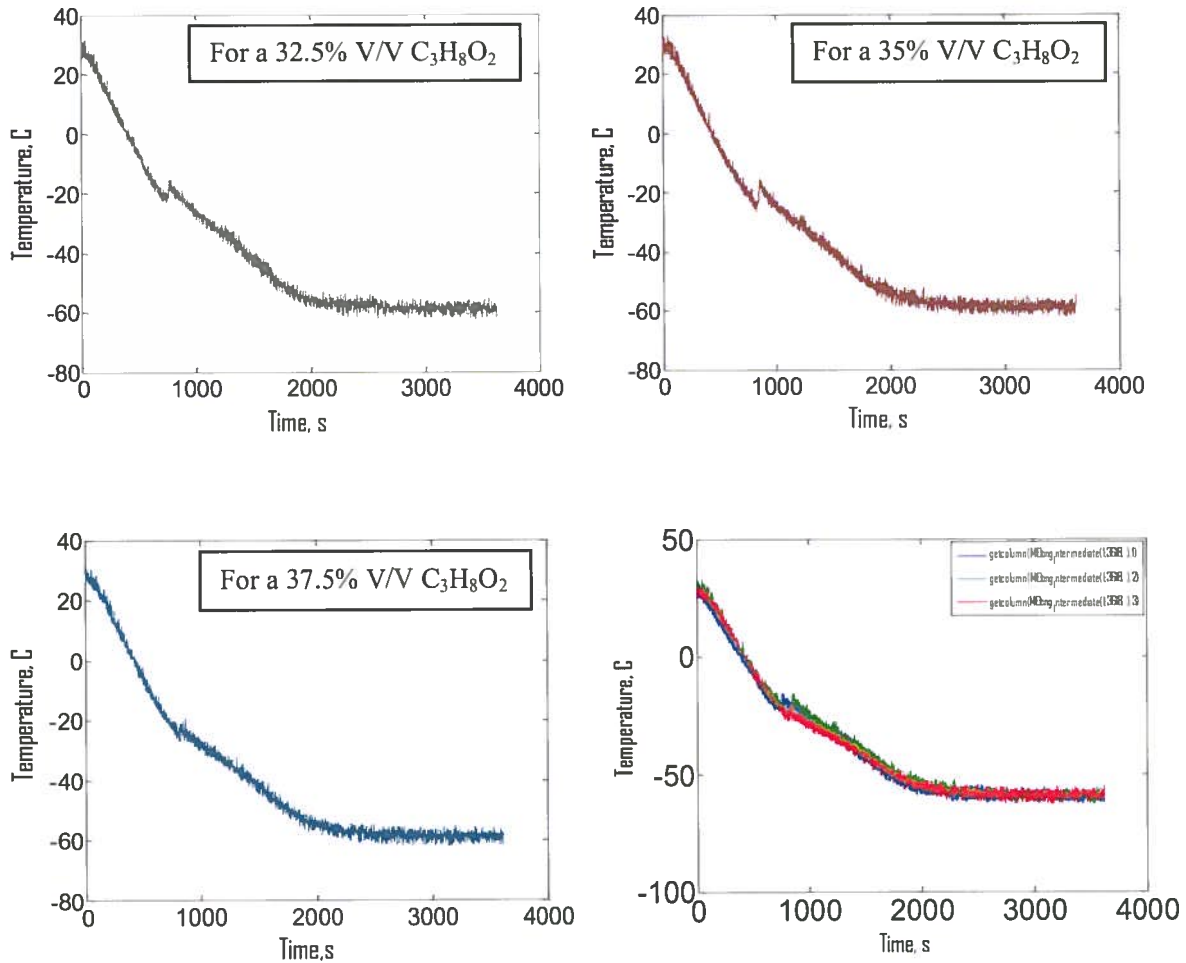 For a 32.5% V/V C₃H₈O₂
40
20
0
-20
-40
-60
-80
Temperature, C
0 1000 2000 3000 4000
Time, s
For a 35% V/V C₃H₈O₂
40
20
0
-20
-40
-60
-80
Temperature, C
0 1000 2000 3000 4000
Time, s
For a 37.5% V/V C₃H₈O₂
40
20
0
-20
-40
-60
-80
Temperature, C
0 1000 2000 3000 4000
Time,s
50
0
-50
-100
Temperature, C
0 1000 2000 3000 4000
Time, s